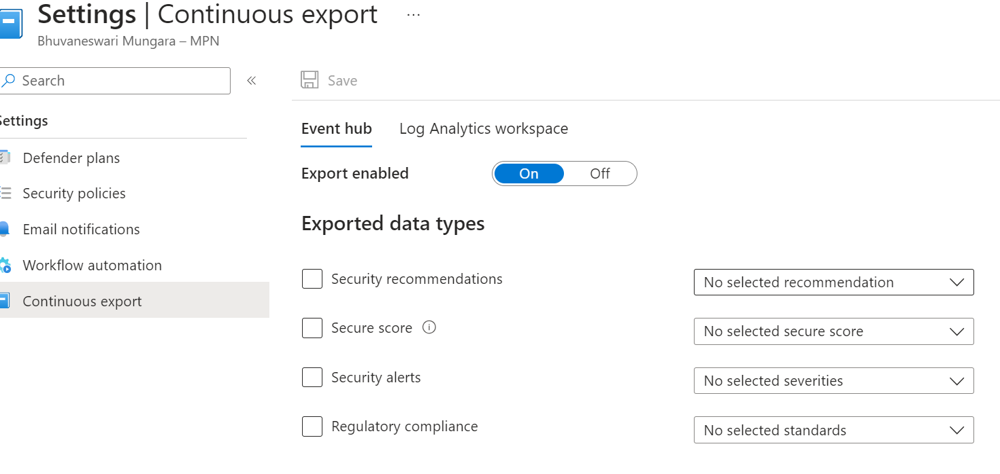 Settings | Continuous export ...
Bhuvaneswari Mungara – MPN
Search
«
Save
Settings
Event hub
Log Analytics workspace
Defender plans
Export enabled
On
Off
Security policies
Email notifications
Exported data types
Workflow automation
Continuous export
Security recommendations
No selected recommendation
Secure score
No selected secure score
Security alerts
No selected severities
Regulatory compliance
No selected standards